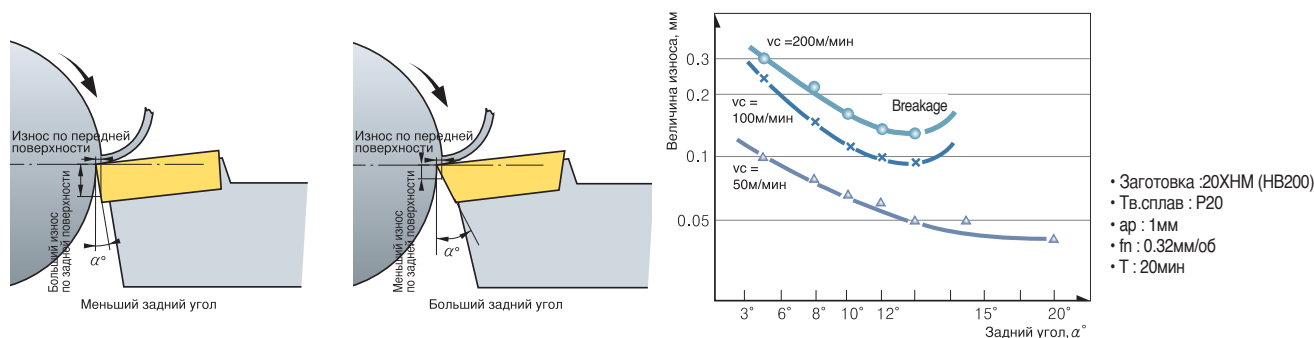 Износ по передней
поверхности
Больший износ
по задней поверхности
α°
Меньший задний угол
Износ по передней
поверхности
Меньший износ
по задней поверхности
α°
Больший задний угол
Величина износа, мм
0.3
0.2
0.1
0.05
vc =200м/мин
vc =
100м/мин
vc =
50м/мин
Breakage
3° 6° 8° 10° 12° 15° 20°
Задний угол, α°
• Заготовка :20ХНМ (HB200)
• Тв.сплав : P20
• ap : 1мм
• fn : 0.32мм/об
• T : 20мин